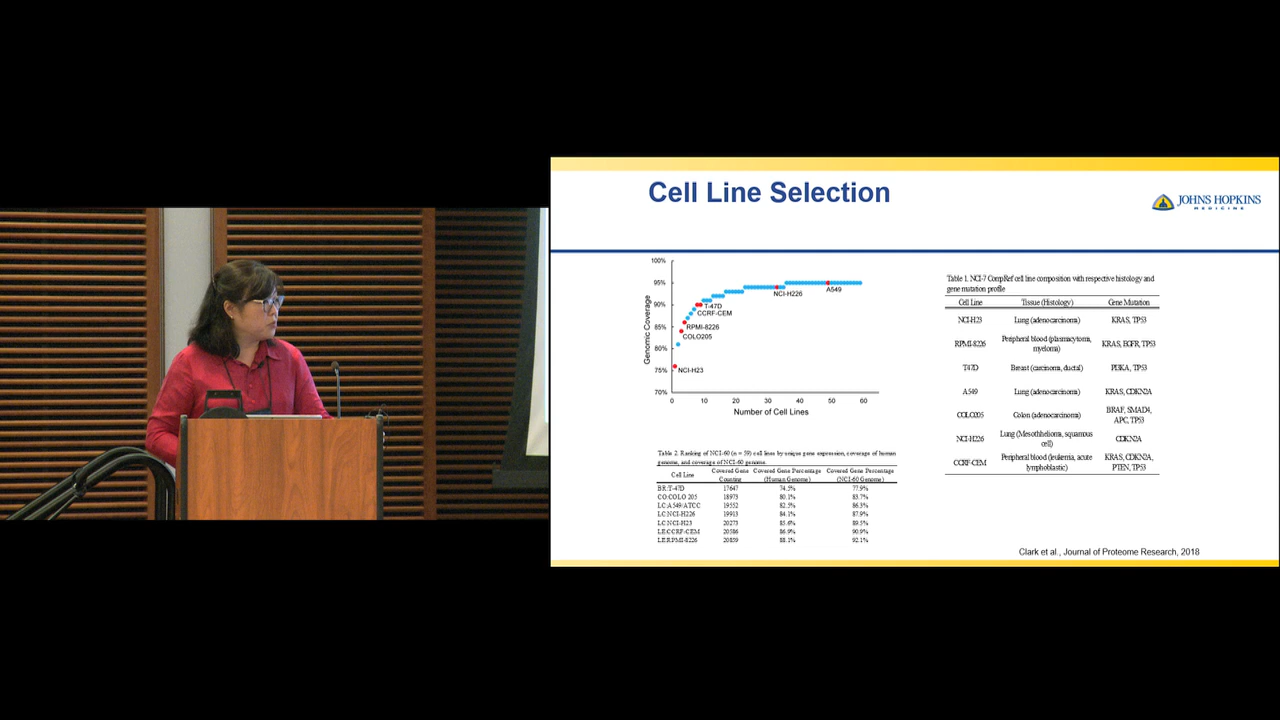 Cell Line Selection
JOHNS HOPKINS
MEDICINE
100%
95%
90%
85%
80%
75%
70%
Genomic Coverage
NCI-H226
A549
T-47D
CCRF-CEM
RPMI-8226
COLO205
NCI-H23
0 10 20 30 40 50 60
Number of Cell Lines
Table 1. NCI-7 CompRef cell line composition with respective histology and
gene mutation profile
Cell Line Tissue (Histology) Gene Mutation
NCI-H23 Lung (adenocarcinoma) KRAS, TP53
RPMI-8226 Peripheral blood (plasmacytoma, myeloma) KRAS, EGFR, TP53
T47D Breast (carcinoma, ductal) PI3KA, TP53
A549 Lung (adenocarcinoma) KRAS, CDKN2A
COLO205 Colon (adenocarcinoma) BRAF, SMAD4, APC, TP53
NCI-H226 Lung (Mesothhelioma, squamous cell) CDKN2A
CCRF-CEM Peripheral blood (leukemia, acute lymphoblastic) KRAS, CDKN2A, PTEN, TP53
Table 2. Ranking of NCI-60 (n = 59) cell lines by unique gene expression, coverage of human
genome, and coverage of NCI-60 genome.
Cell Line Covered Gene Counting Covered Gene Percentage (Human Genome) Covered Gene Percentage (NCI-60 Genome)
BR:T-47D 17647 74.5% 77.9%
CO:COLO 205 18973 80.1% 83.7%
LC:A549/ATCC 19552 82.5% 86.3%
LC:NCI-H226 19913 84.1% 87.9%
LC:NCI-H23 20273 85.6% 89.5%
LE:CCRF-CEM 20586 86.9% 90.9%
LE:RPMI-8226 20859 88.1% 92.1%
Clark et al., Journal of Proteome Research, 2018